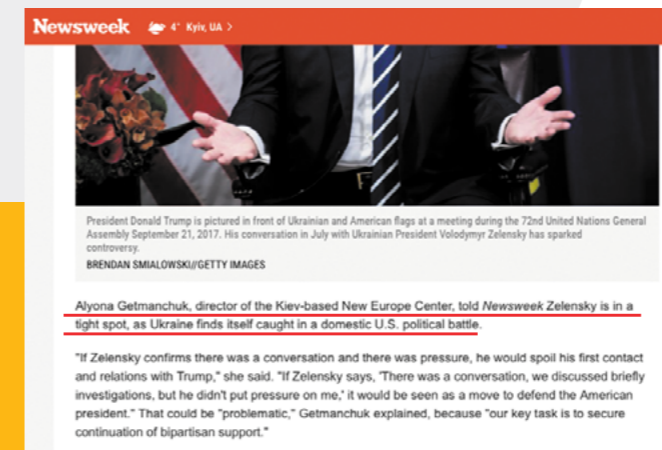 Newsweek 4° Kyiv, UA >
President Donald Trump is pictured in front of Ukrainian and American flags at a meeting during the 72nd United Nations General
Assembly September 21, 2017. His conversation in July with Ukrainian President Volodymyr Zelensky has sparked
controversy.
BRENDAN SMIALOWSKI//GETTY IMAGES
Alyona Getmanchuk, director of the Kiev-based New Europe Center, told Newsweek Zelensky is in a
tight spot, as Ukraine finds itself caught in a domestic U.S. political battle.
"If Zelensky confirms there was a conversation and there was pressure, he would spoil his first contact
and relations with Trump," she said. "If Zelensky says, 'There was a conversation, we discussed briefly
investigations, but he didn't put pressure on me,' it would be seen as a move to defend the American
president." That could be "problematic," Getmanchuk explained, because "our key task is to secure
continuation of bipartisan support."